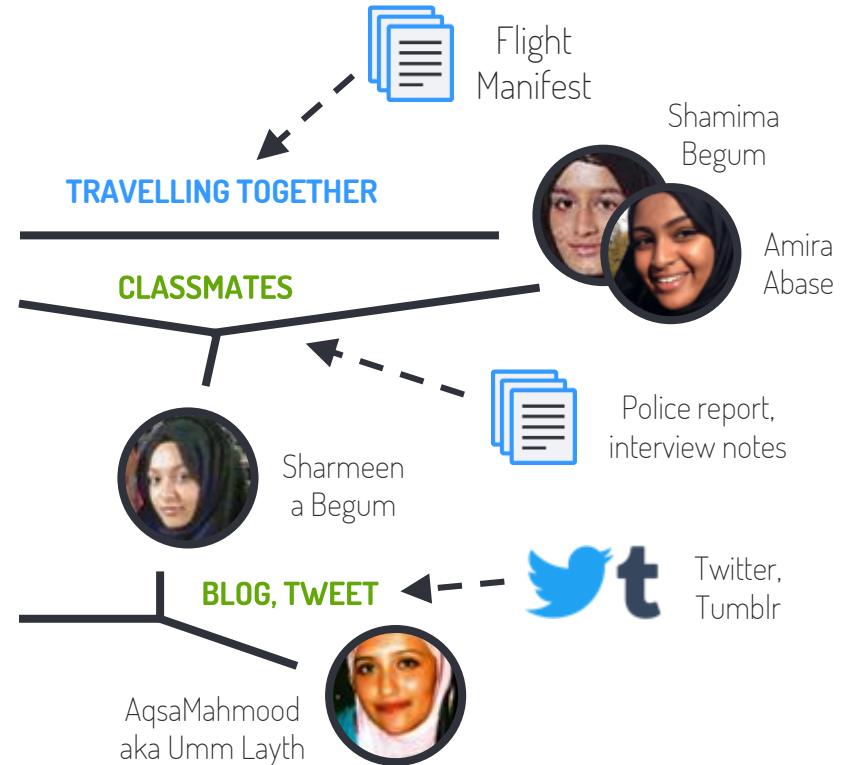 Flight
Manifest
Shamima
Begum
TRAVELLING TOGETHER
Amira
Abase
CLASSMATES
Police report,
interview notes
Sharmeen
a Begum
BLOG, TWEET
Twitter,
Tumblr
AqsaMahmood
aka Umm Layth